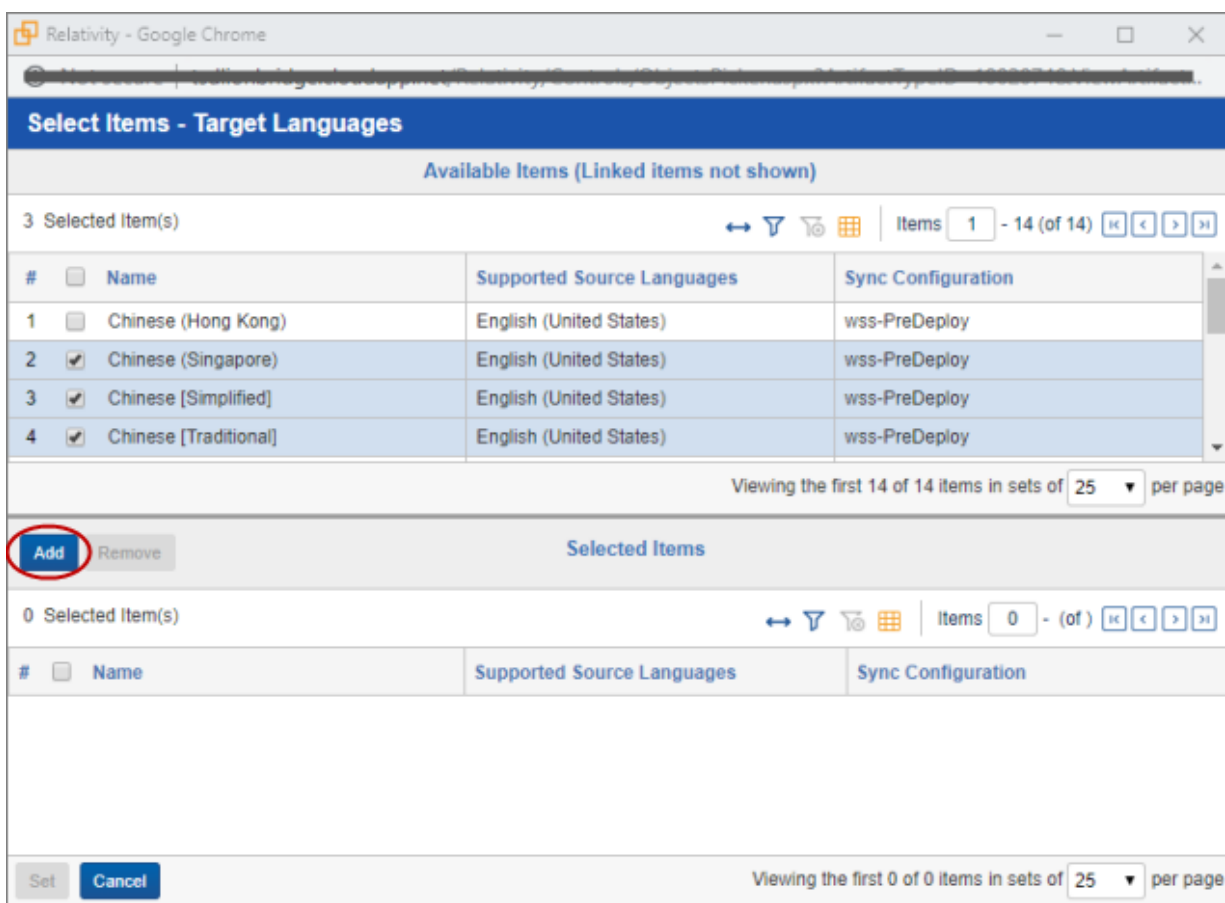 Relativity - Google Chrome
Select Items - Target Languages
Available Items (Linked items not shown)
3 Selected Item(s) Items 1 - 14 (of 14)
# Name Supported Source Languages Sync Configuration
1 Chinese (Hong Kong) English (United States) wss-PreDeploy
2 Chinese (Singapore) English (United States) wss-PreDeploy
3 Chinese [Simplified] English (United States) wss-PreDeploy
4 Chinese [Traditional] English (United States) wss-PreDeploy
Viewing the first 14 of 14 items in sets of 25 per page
Add Remove Selected Items
0 Selected Item(s) Items 0 - (of )
# Name Supported Source Languages Sync Configuration
Set Cancel Viewing the first 0 of 0 items in sets of 25 per page